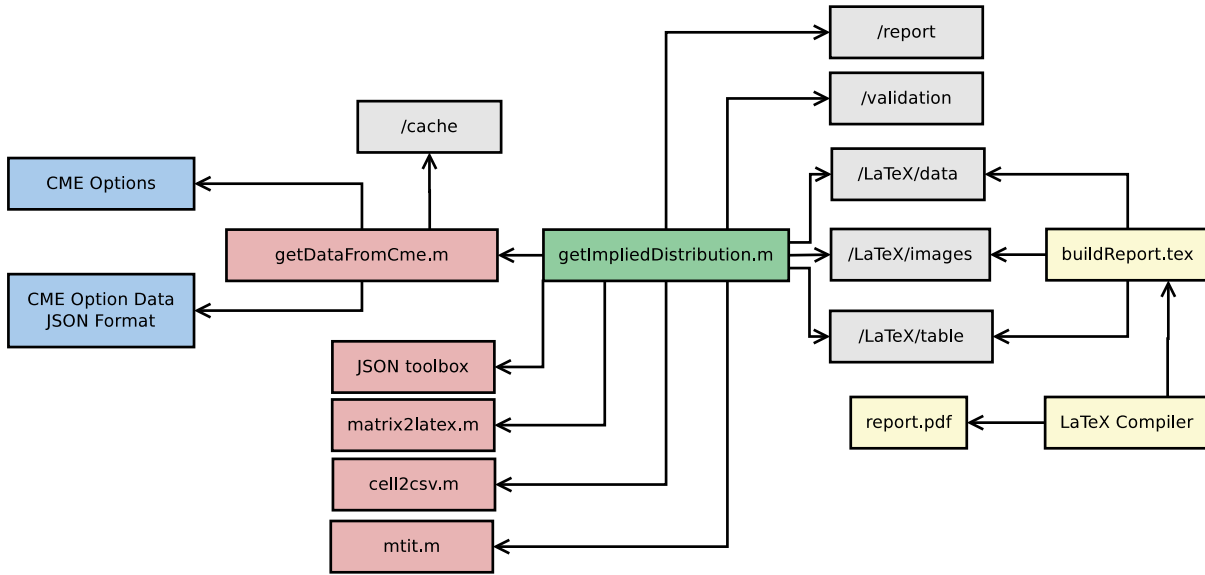 /report
/validation
/cache
/LaTeX/data
CME Options
getDataFromCme.m
getImpliedDistribution.m
/LaTeX/images
buildReport.tex
CME Option Data
JSON Format
/LaTeX/table
JSON toolbox
matrix2latex.m
report.pdf
LaTeX Compiler
cell2csv.m
mtit.m